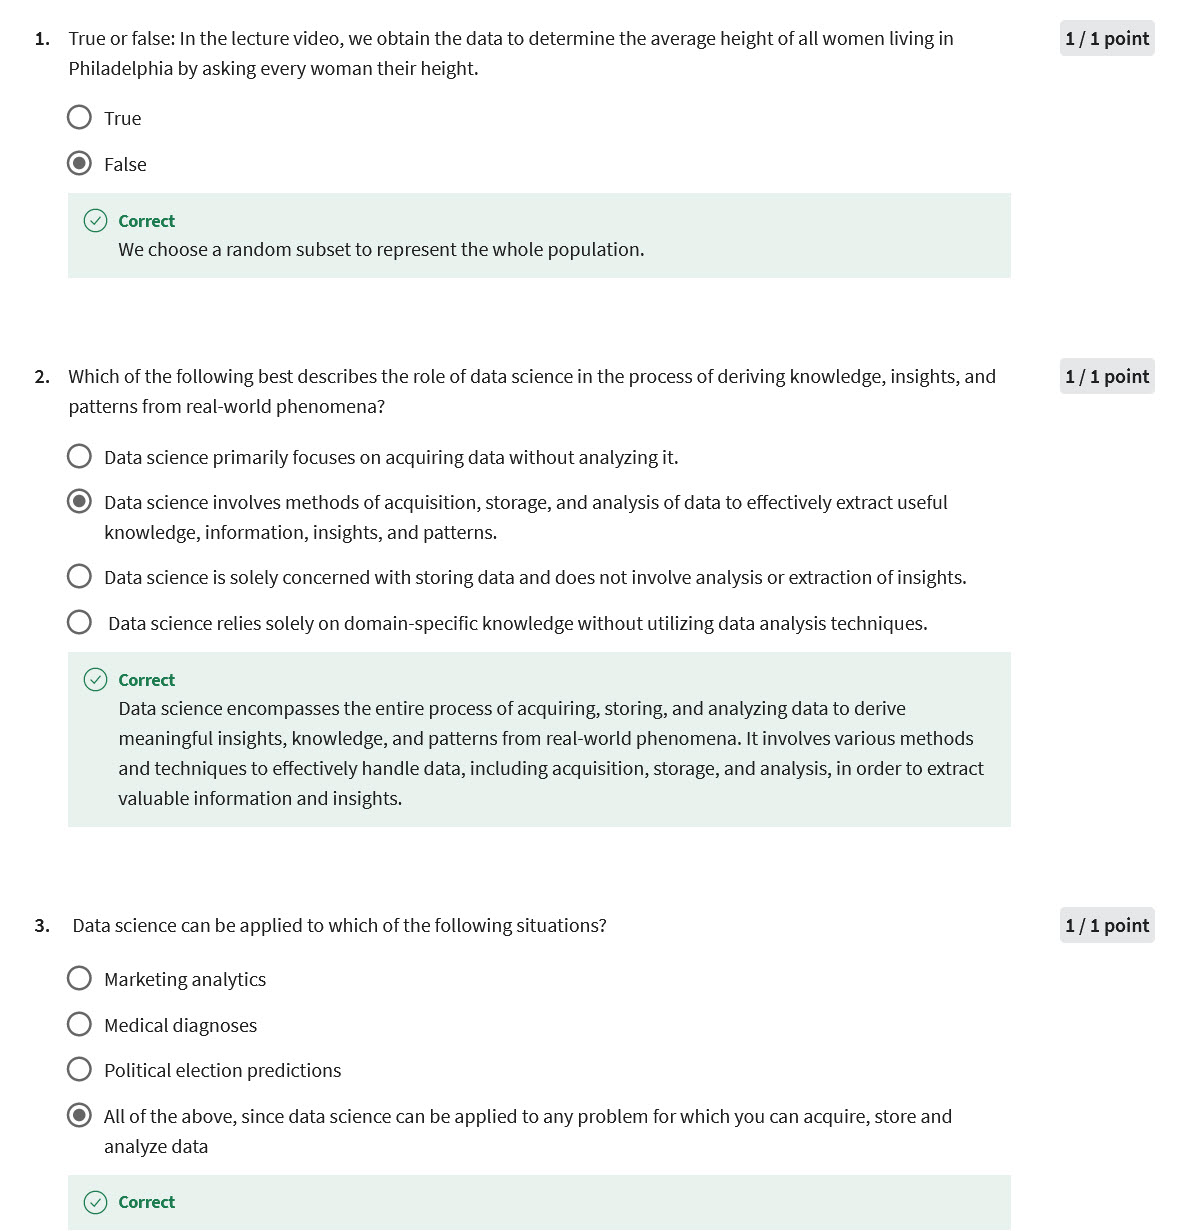 1. True or false: In the lecture video, we obtain the data to determine the average height of all women living in
Philadelphia by asking every woman their height.
1 / 1 point
True
False
Correct
We choose a random subset to represent the whole population.
2. Which of the following best describes the role of data science in the process of deriving knowledge, insights, and
patterns from real-world phenomena?
1 / 1 point
Data science primarily focuses on acquiring data without analyzing it.
Data science involves methods of acquisition, storage, and analysis of data to effectively extract useful
knowledge, information, insights, and patterns.
Data science is solely concerned with storing data and does not involve analysis or extraction of insights.
Data science relies solely on domain-specific knowledge without utilizing data analysis techniques.
Correct
Data science encompasses the entire process of acquiring, storing, and analyzing data to derive
meaningful insights, knowledge, and patterns from real-world phenomena. It involves various methods
and techniques to effectively handle data, including acquisition, storage, and analysis, in order to extract
valuable information and insights.
3. Data science can be applied to which of the following situations?
1 / 1 point
Marketing analytics
Medical diagnoses
Political election predictions
All of the above, since data science can be applied to any problem for which you can acquire, store and
analyze data
Correct